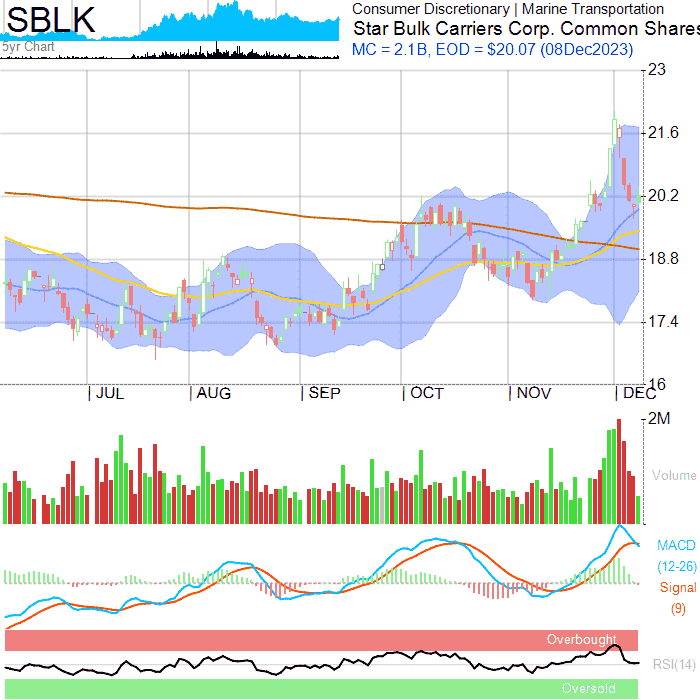 SBLK
Consumer Discretionary | Marine Transportation
Star Bulk Carriers Corp. Common Shares
MC = 2.1B, EOD = $20.07 (08Dec2023)
5yr Chart
23
21.6
20.2
18.8
17.4
16
JUL AUG SEP OCT NOV DEC
2M
Volume
MACD
(12-26)
Signal
(9)
Overbought
RSI(14)
Oversold